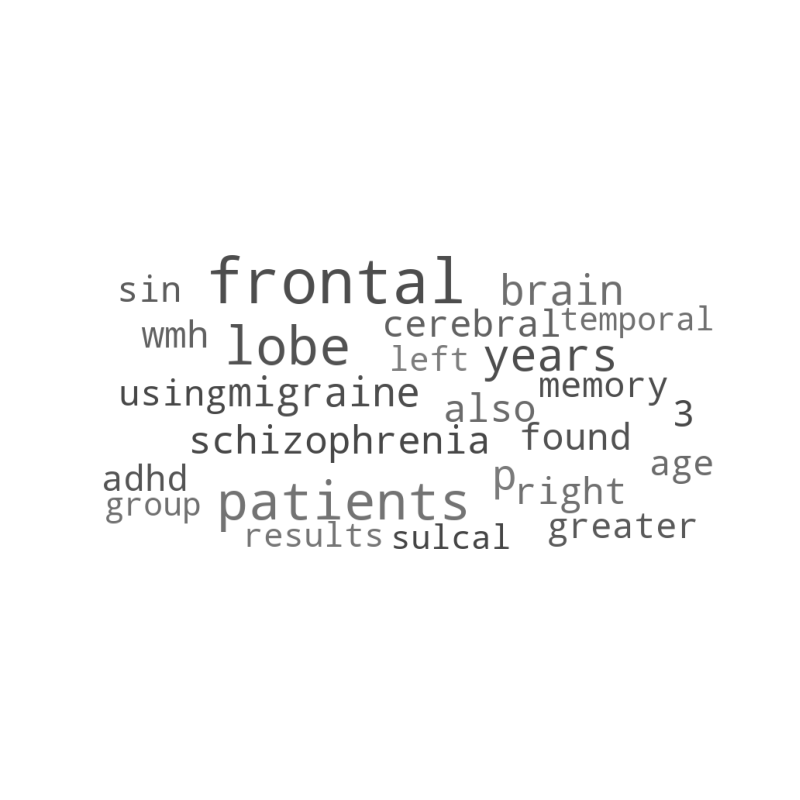 sin frontal brain
wmh lobe cerebral temporal
left years
using migraine also memory 3
schizophrenia found
adhd age
group patients p right
results sulcal greater